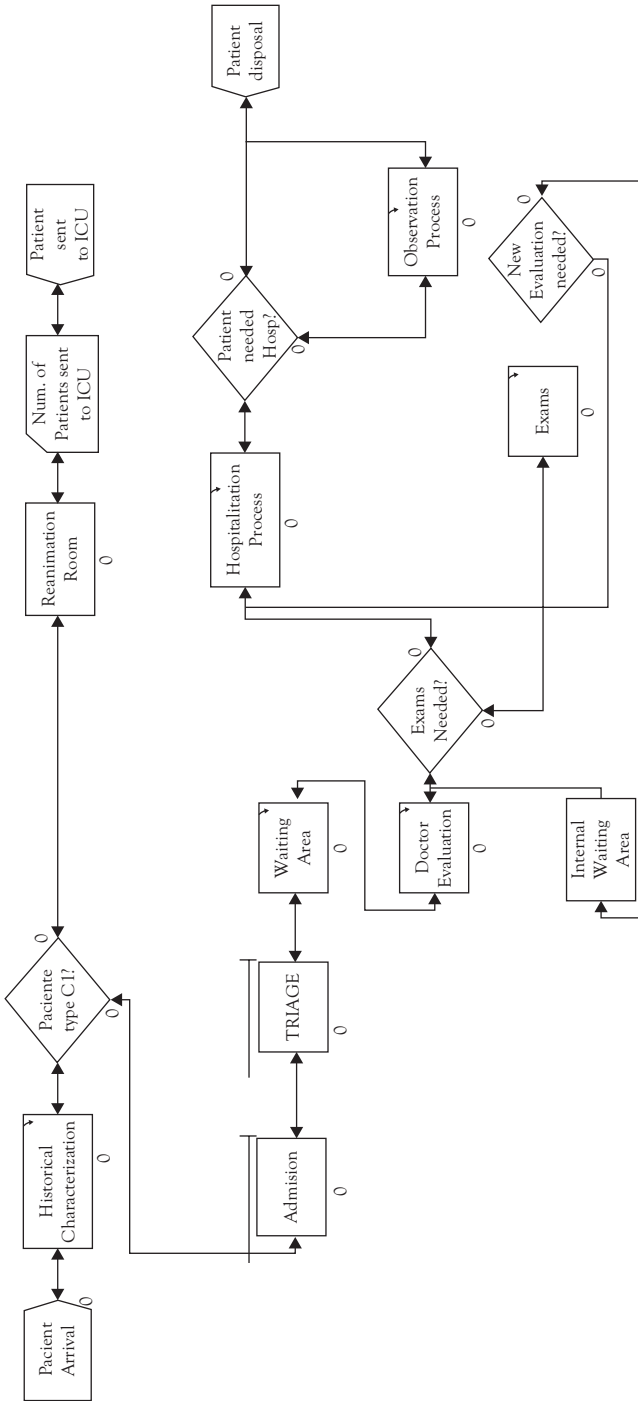 Pacient
Arrival
0
Historical
Characterization
0
Paciente
type C1?
0
0
Reanimation
Room
0
Num. of
Patients sent
to ICU
Patient
sent
to ICU
Admision
0
TRIAGE
0
Waiting
Area
0
Doctor
Evaluation
0
Internal
Waiting
Area
Exams
Needed?
0
0
Exams
0
Hospitalitation
Process
0
Patient
needed
Hosp?
0
0
Observation
Process
0
Patient
disposal
New
Evaluation
needed?
0
0